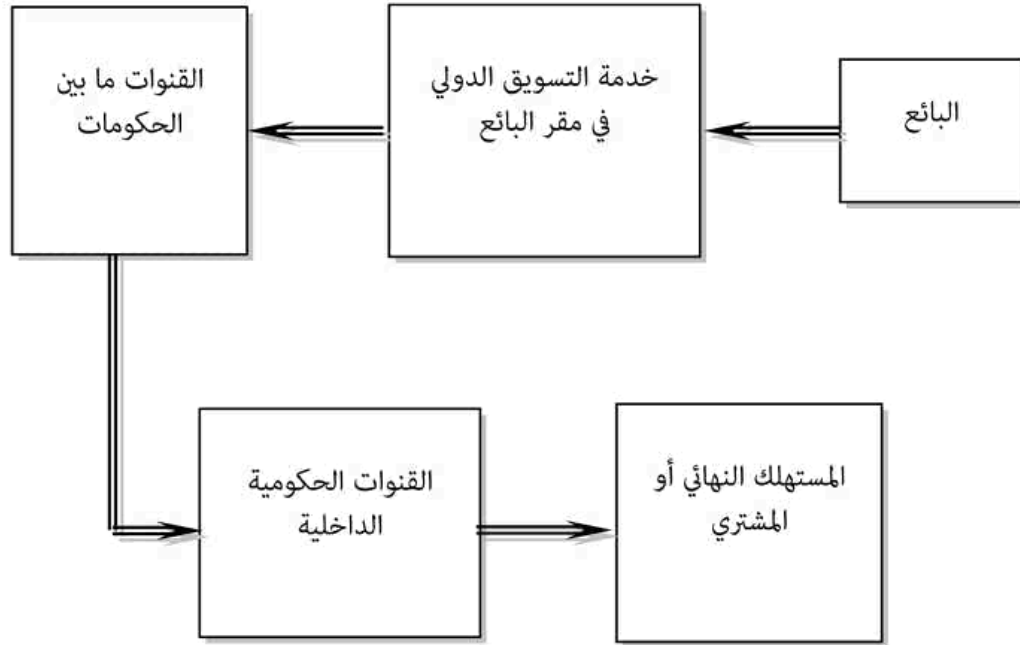 البائع
خدمة التسويق الدولي
في مقر البائع
القنوات ما بين
الحكومات
القنوات الحكومية
الداخلية
المستهلك النهائي أو
المشتري